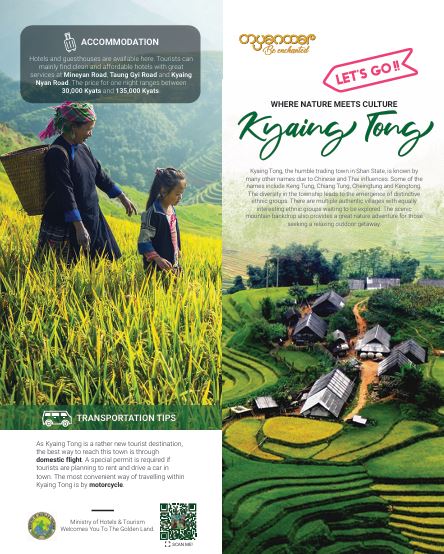 ACCOMMODATION
Hotels and guesthouses are available here. Tourists can
mainly find clean and affordable hotels with great
services at Mineyan Road, Taung Gyi Road and Kyaing
Nyan Road. The price for one night ranges between
30,000 Kyats and 135,000 Kyats.
TRANSPORTATION TIPS
As Kyaing Tong is a rather new tourist destination,
the best way to reach this town is through
domestic flight. A special permit is required if
tourists are planning to rent and drive a car in
town. The most convenient way of travelling within
Kyaing Tong is by motorcycle.
Ministry of Hotels & Tourism
Welcomes You To The Golden Land.
SCAN ME!
myanmar
Be enchanted
LET'S GO!!
WHERE NATURE MEETS CULTURE
Kyaing Tong
Kyaing Tong, the humble trading town in Shan State, is known by
many other names due to Chinese and Thai influences. Some of the
names include Keng Tung, Chiang Tung, Cheingtung and Kengtong.
The diversity in the township leads to the emergence of distinctive
ethnic groups. There are multiple authentic villages with equally
interesting ethnic groups waiting to be explored. The scenic
mountain backdrop also provides a great nature adventure for those
seeking a relaxing outdoor getaway.